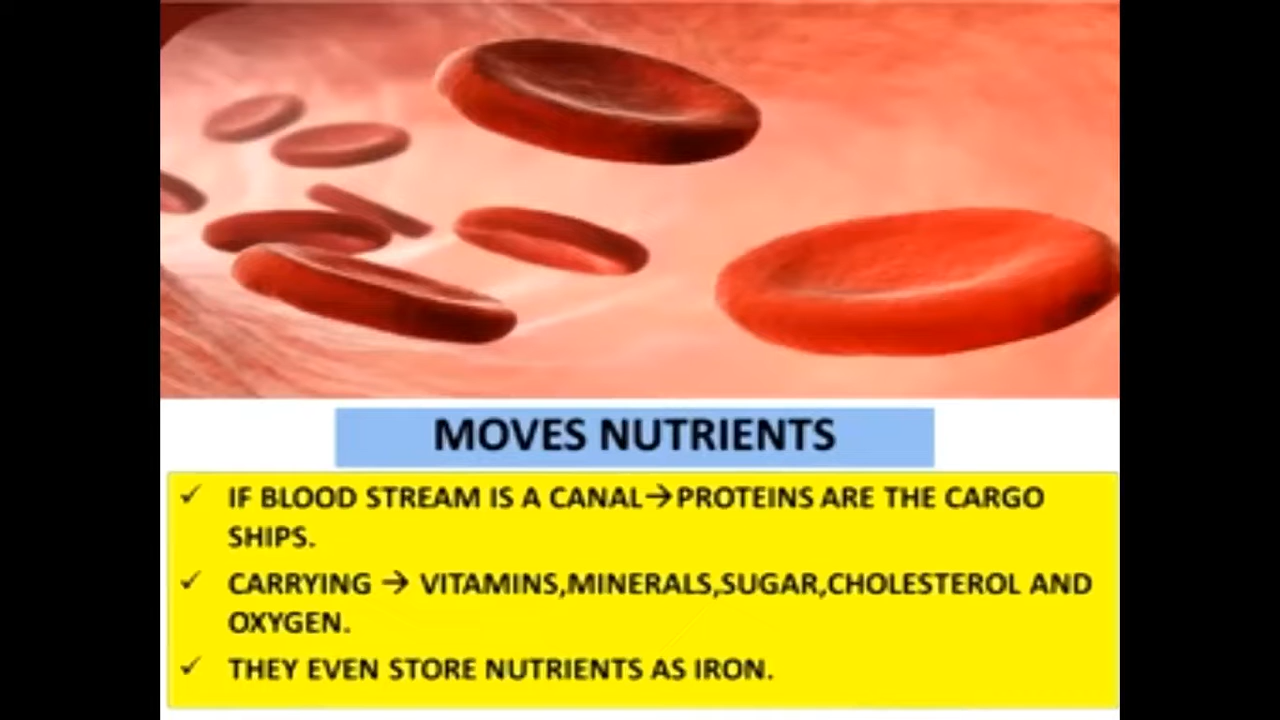 MOVES NUTRIENTS
✓ IF BLOOD STREAM IS A CANAL→PROTEINS ARE THE CARGO
SHIPS.
✓ CARRYING → VITAMINS,MINERALS,SUGAR,CHOLESTEROL AND
OXYGEN.
✓ THEY EVEN STORE NUTRIENTS AS IRON.